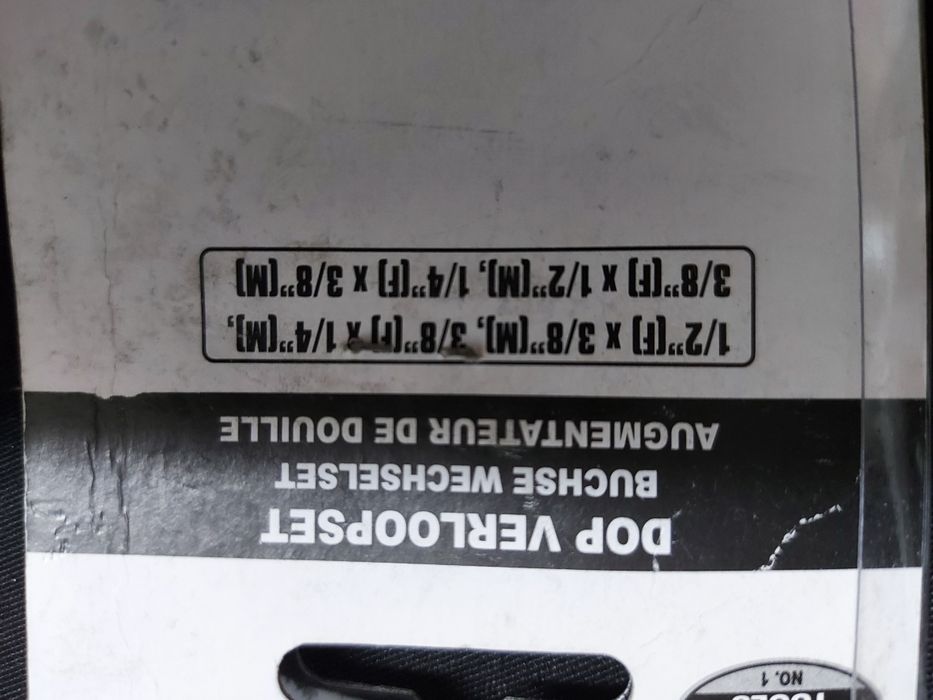 TOOLS
NO. 1
DOP VERLOOPSET
BUCHSE WECHSELSET
AUGMENTATEUR DE DOUILLE
1/2“(F) X 3/8“(M), 3/8“(F) X 1/4“(M),
3/8“(F) X 1/2“(M), 1/4“(F) X 3/8“(M)